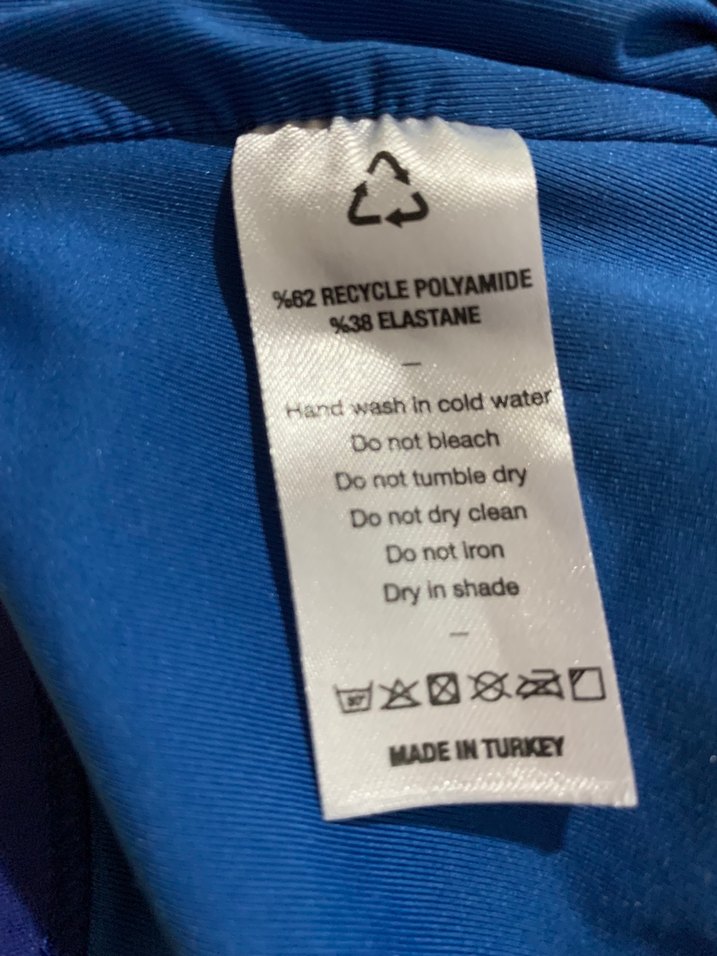 %62 RECYCLE POLYAMIDE
%38 ELASTANE
Hand wash in cold water
Do not bleach
Do not tumble dry
Do not dry clean
Do not iron
Dry in shade
30°
MADE IN TURKEY